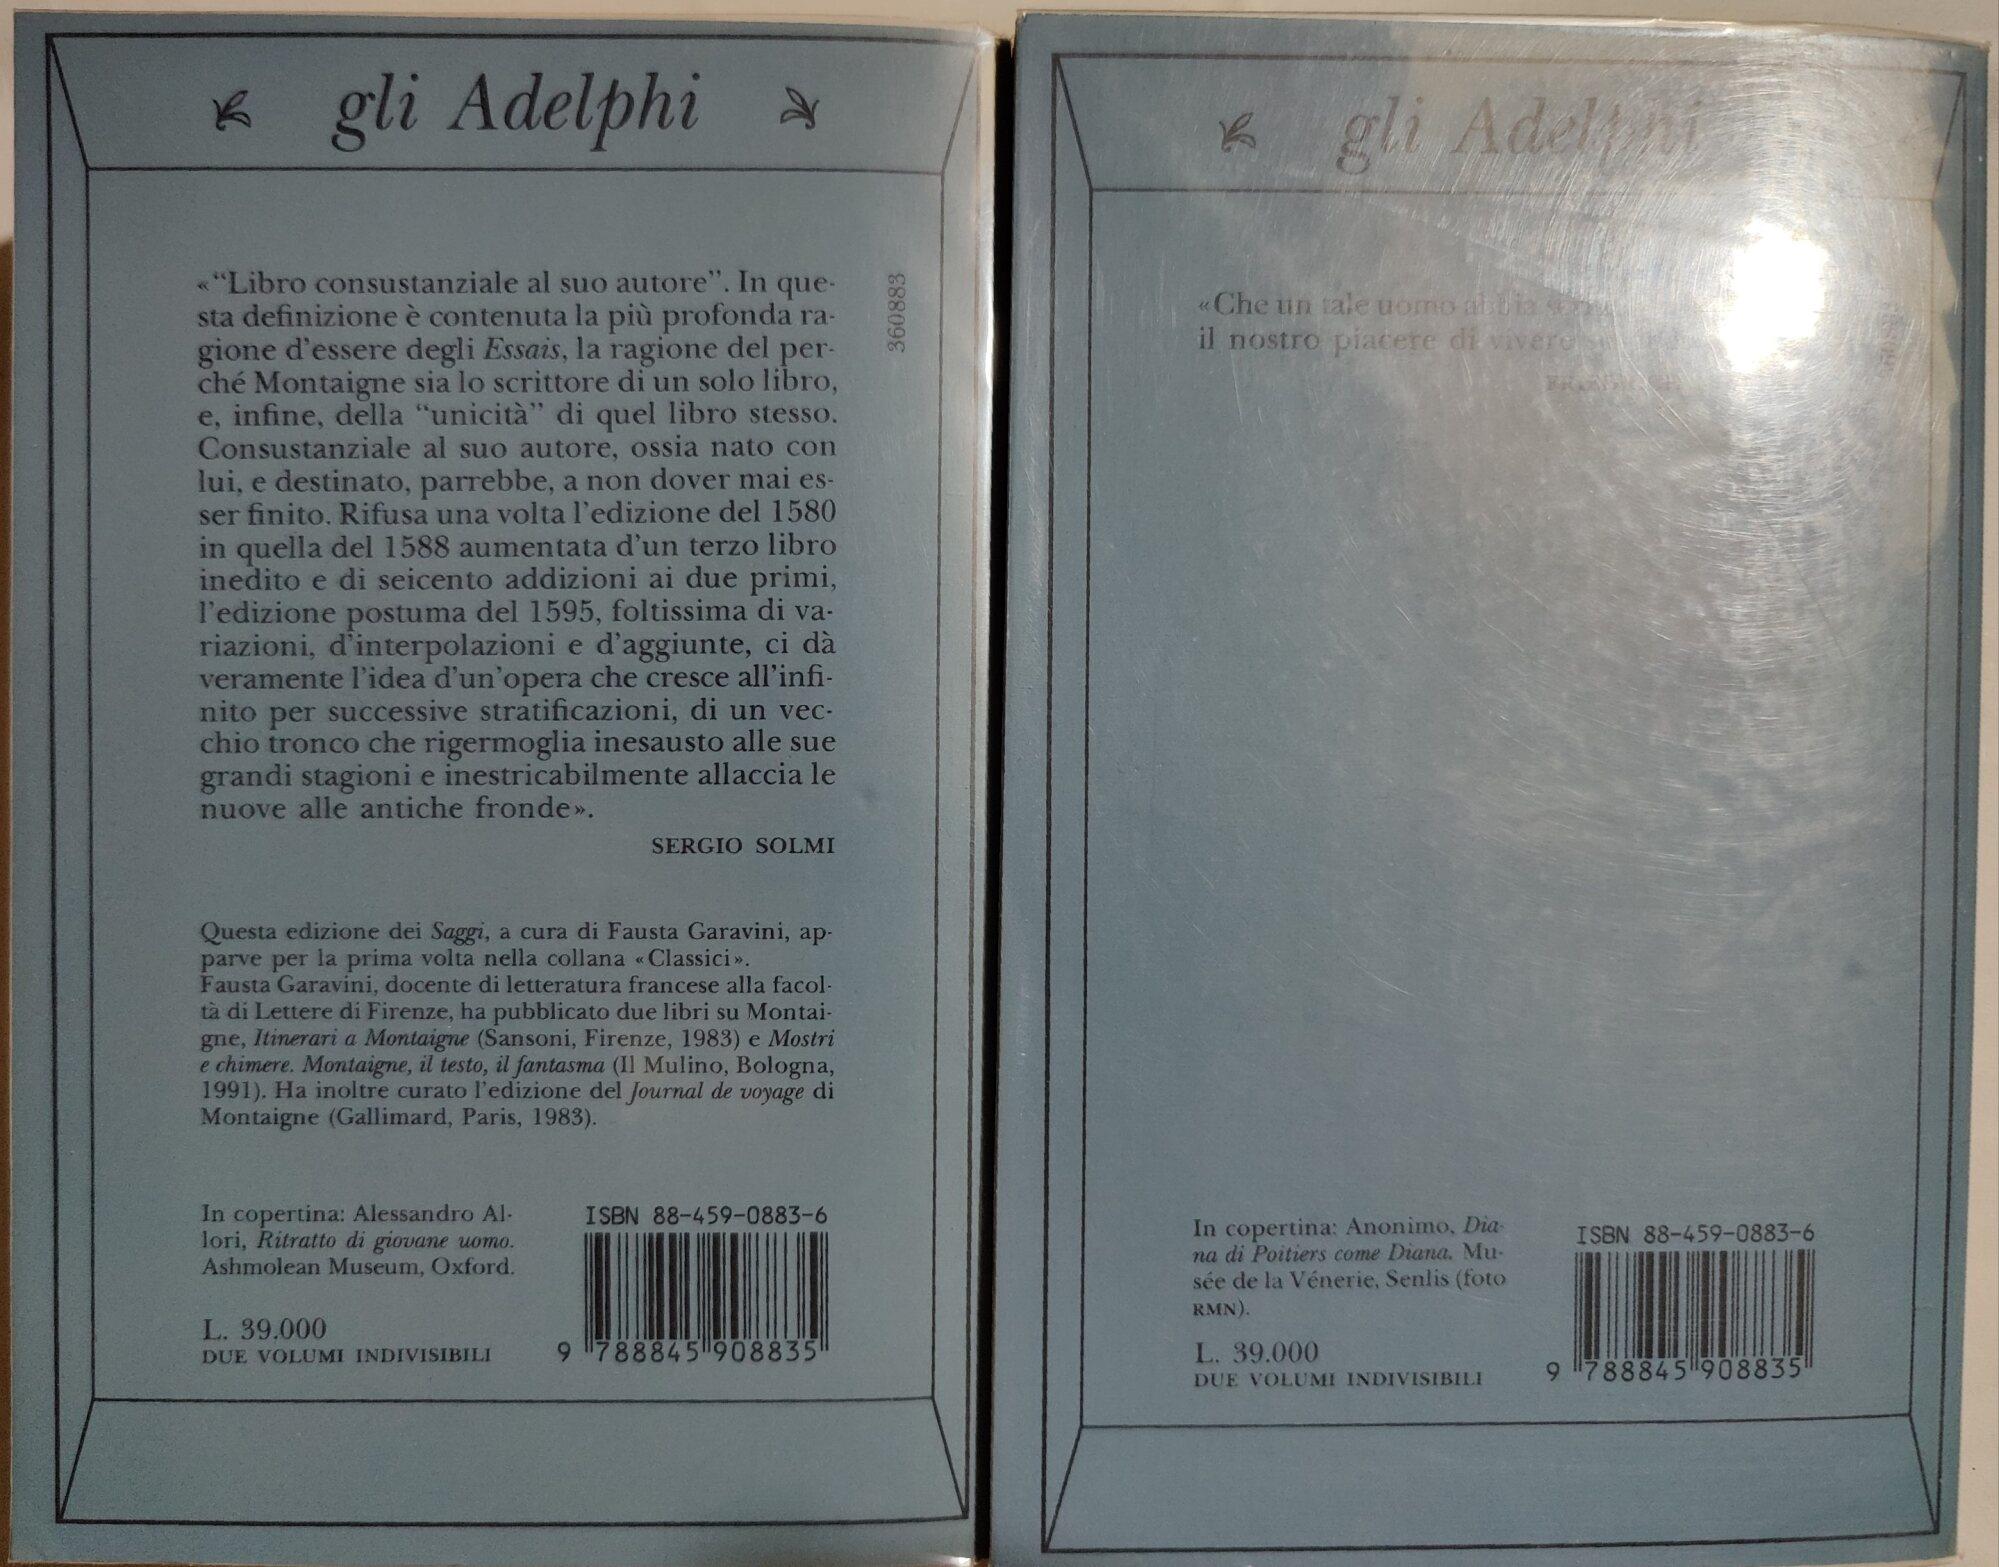 gli Adelphi
«“Libro consustanziale al suo autore”. In que-
sta definizione è contenuta la più profonda ra-
gione d'essere degli Essais, la ragione del per-
ché Montaigne sia lo scrittore di un solo libro,
e, infine, della “unicità” di quel libro stesso.
Consustanziale al suo autore, ossia nato con
lui, e destinato, parrebbe, a non dover mai es-
ser finito. Rifusa una volta l'edizione del 1580
in quella del 1588 aumentata d'un terzo libro
inedito e di seicento addizioni ai due primi,
l'edizione postuma del 1595, foltissima di va-
riazioni, d'interpolazioni e d'aggiunte, ci dà
veramente l'idea d'un'opera che cresce all'infi-
nito per successive stratificazioni, di un vec-
chio tronco che rigermoglia inesausto alle sue
grandi stagioni e inestricabilmente allaccia le
nuove alle antiche fronde».
SERGIO SOLMI
360883
Questa edizione dei Saggi, a cura di Fausta Garavini, ap-
parve per la prima volta nella collana «Classici».
Fausta Garavini, docente di letteratura francese alla facol-
tà di Lettere di Firenze, ha pubblicato due libri su Montai-
gne, Itinerari a Montaigne (Sansoni, Firenze, 1983) e Mostri
e chimere. Montaigne, il testo, il fantasma (Il Mulino, Bologna,
1991). Ha inoltre curato l'edizione del Journal de voyage di
Montaigne (Gallimard, Paris, 1983).
In copertina: Alessandro Al-
lori, Ritratto di giovane uomo.
Ashmolean Museum, Oxford.
L. 39.000
DUE VOLUMI INDIVISIBILI
ISBN 88-459-0883-6
9 788845 908835
gli Adelphi
«Che un tale uomo abbia
il nostro piacere di vivere
In copertina: Anonimo, Dia-
na di Poitiers come Diana. Mu-
sée de la Vénerie, Senlis (foto
RMN).
L. 39.000
DUE VOLUMI INDIVISIBILI
ISBN 88-459-0883-6
9 788845 908835